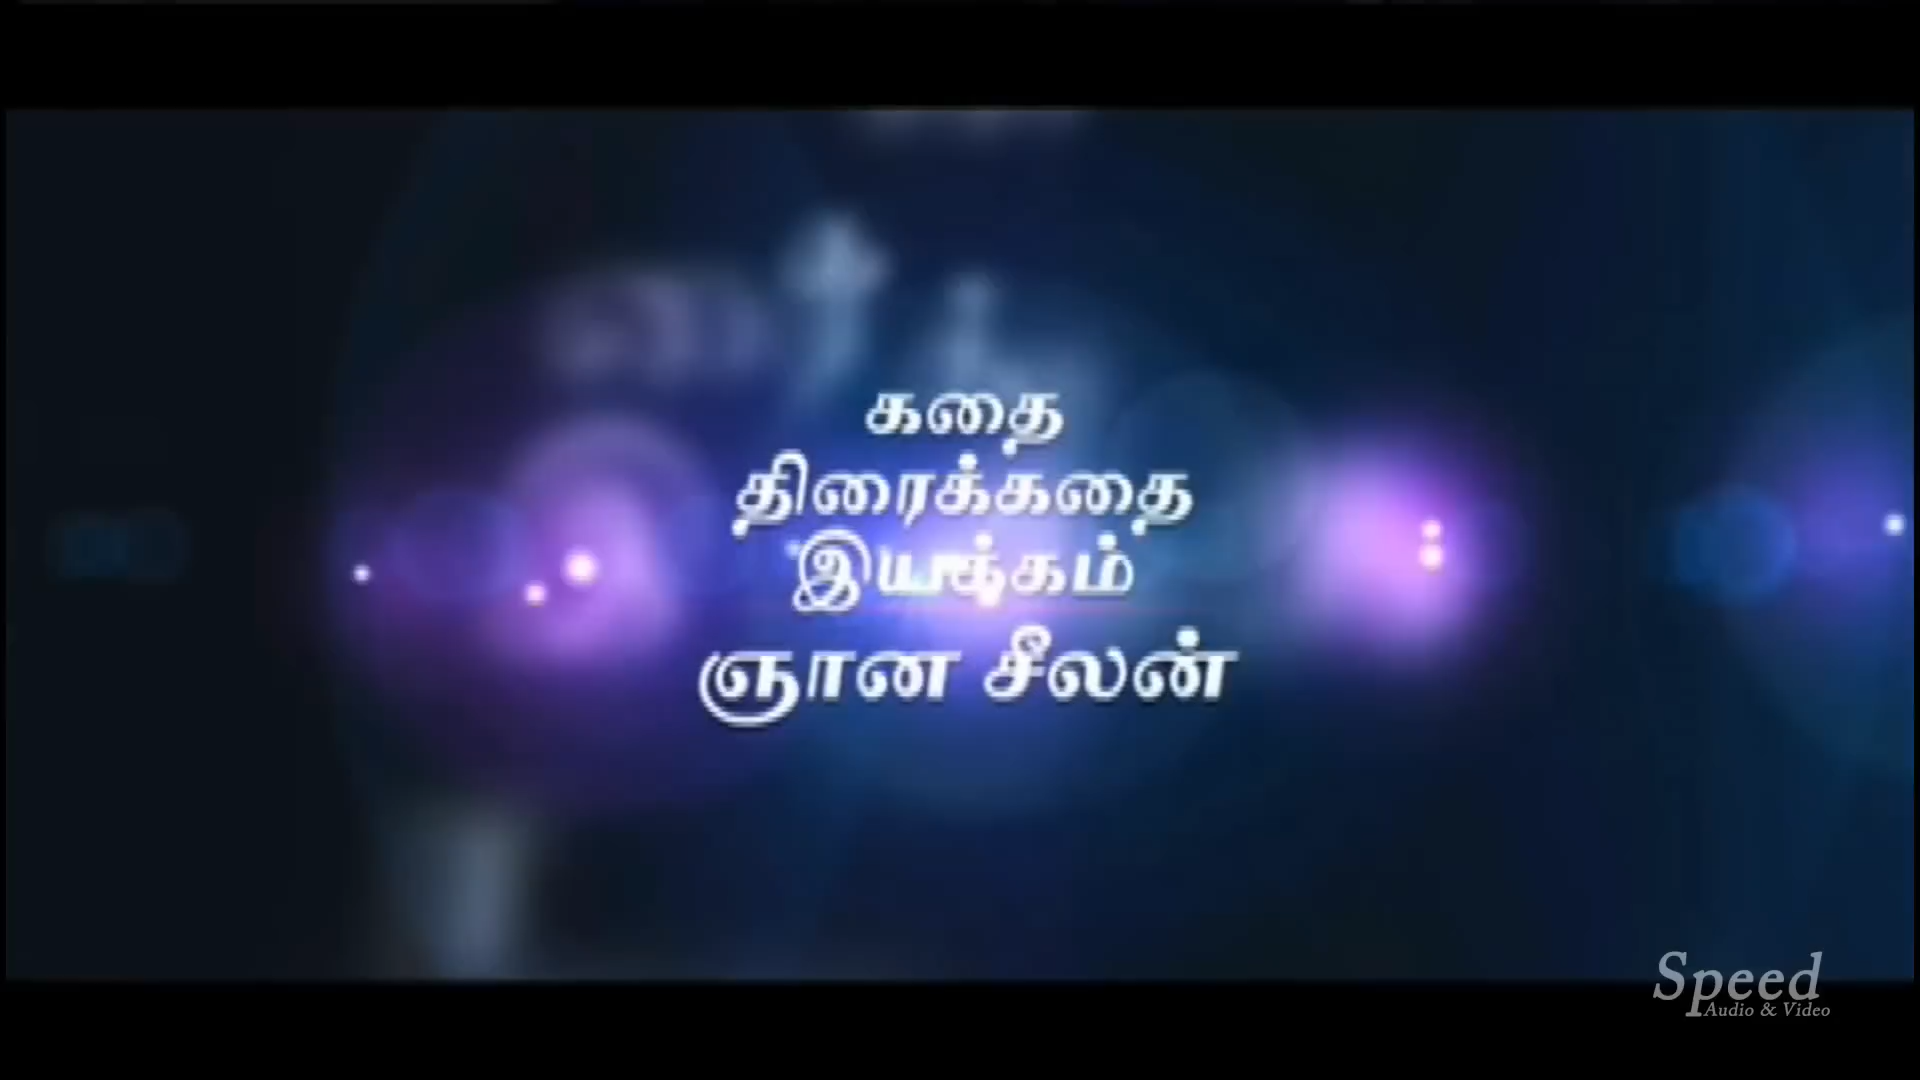 கதை
திரைக்கதை
இயக்கம்
ஞான சீலன்
Speed
Audio & Video